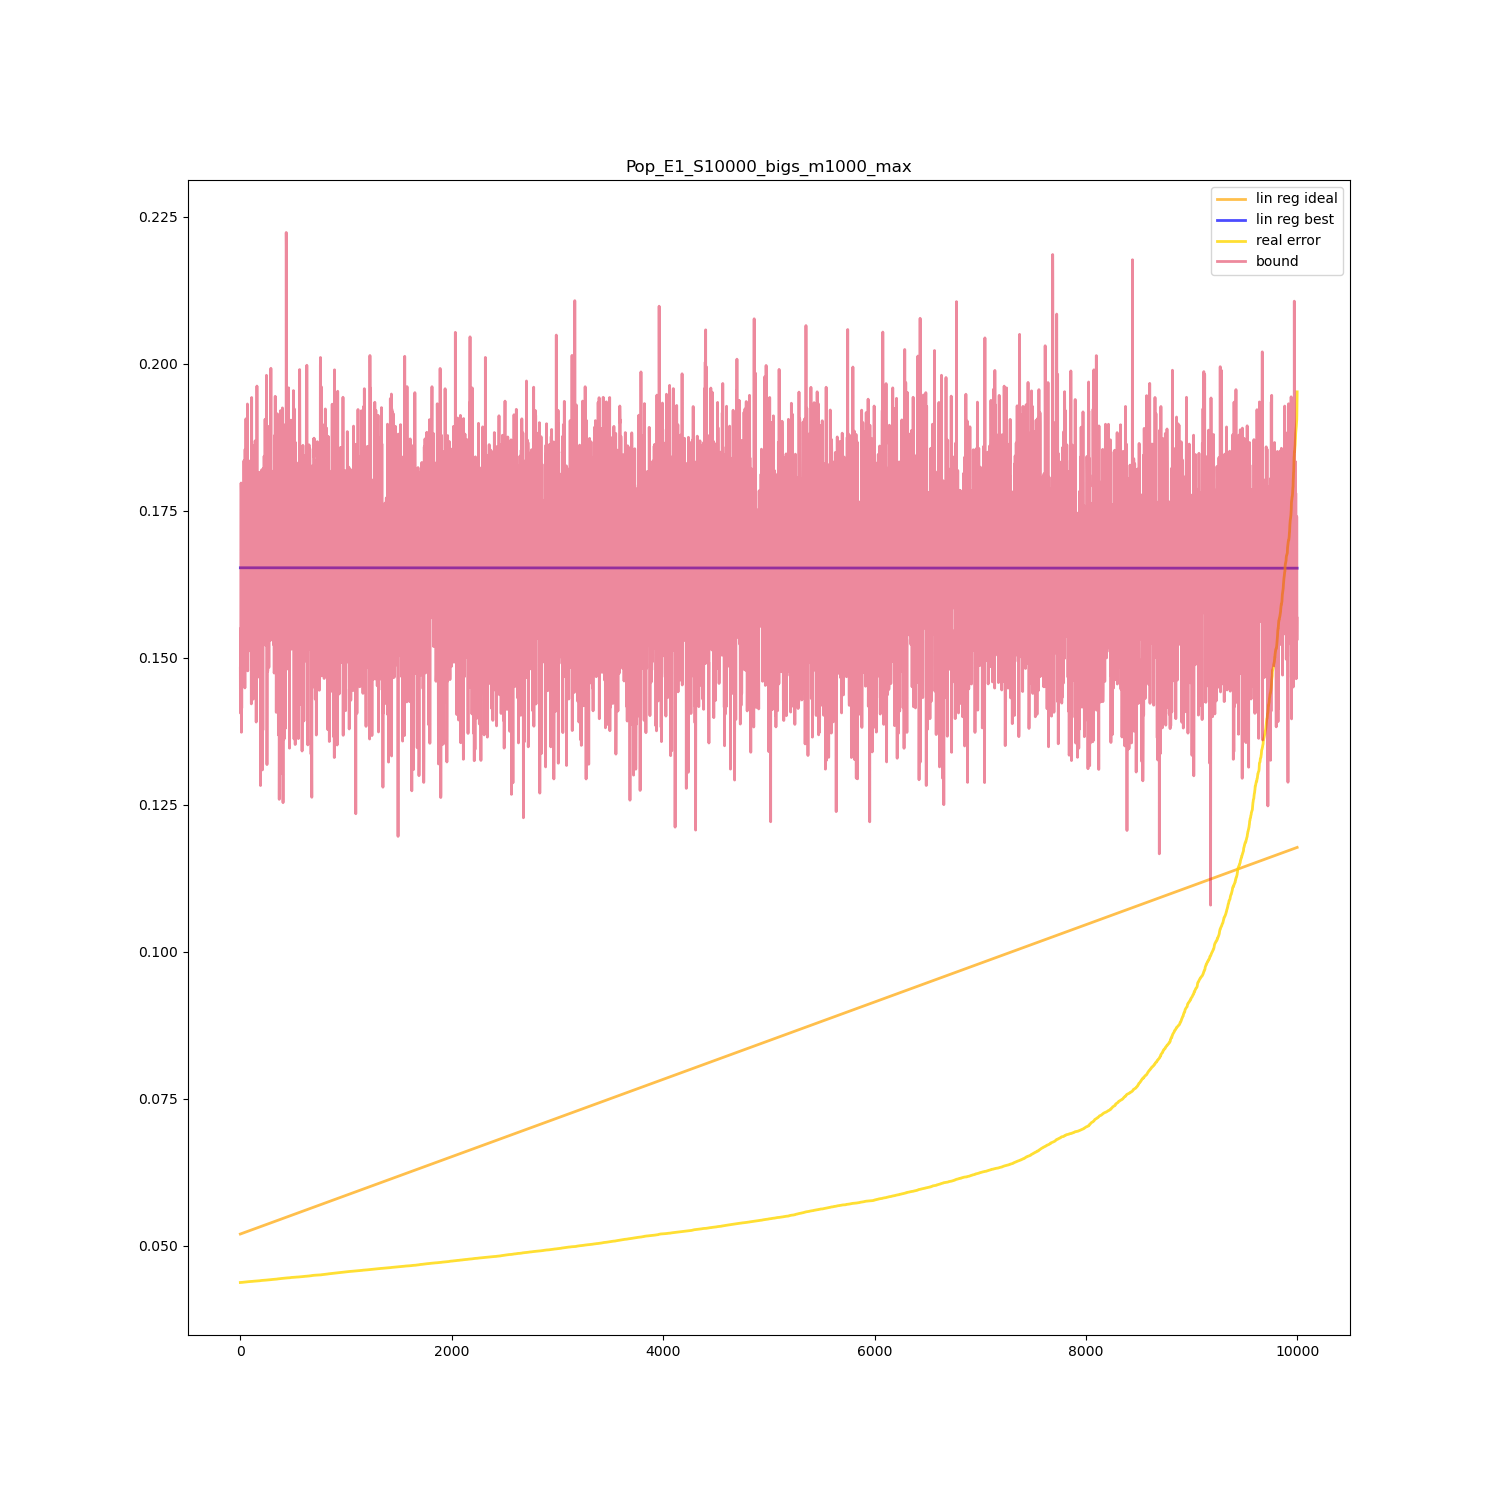 Pop_E1_S10000_bigs_m1000_max
lin reg ideal
lin reg best
real error
bound
0.225
0.200
0.175
0.150
0.125
0.100
0.075
0.050
0
2000
4000
6000
8000
10000